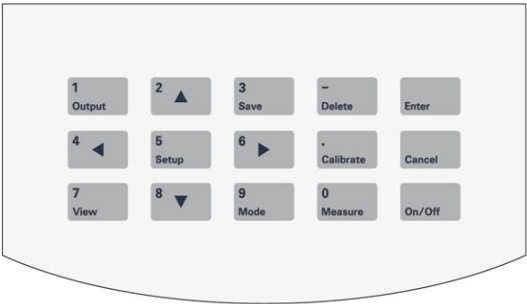 1 2 3 –
Output Save Delete Enter
4 5 6 .
Setup Calibrate Cancel
7 8 9 0
View Mode Measure On/Off